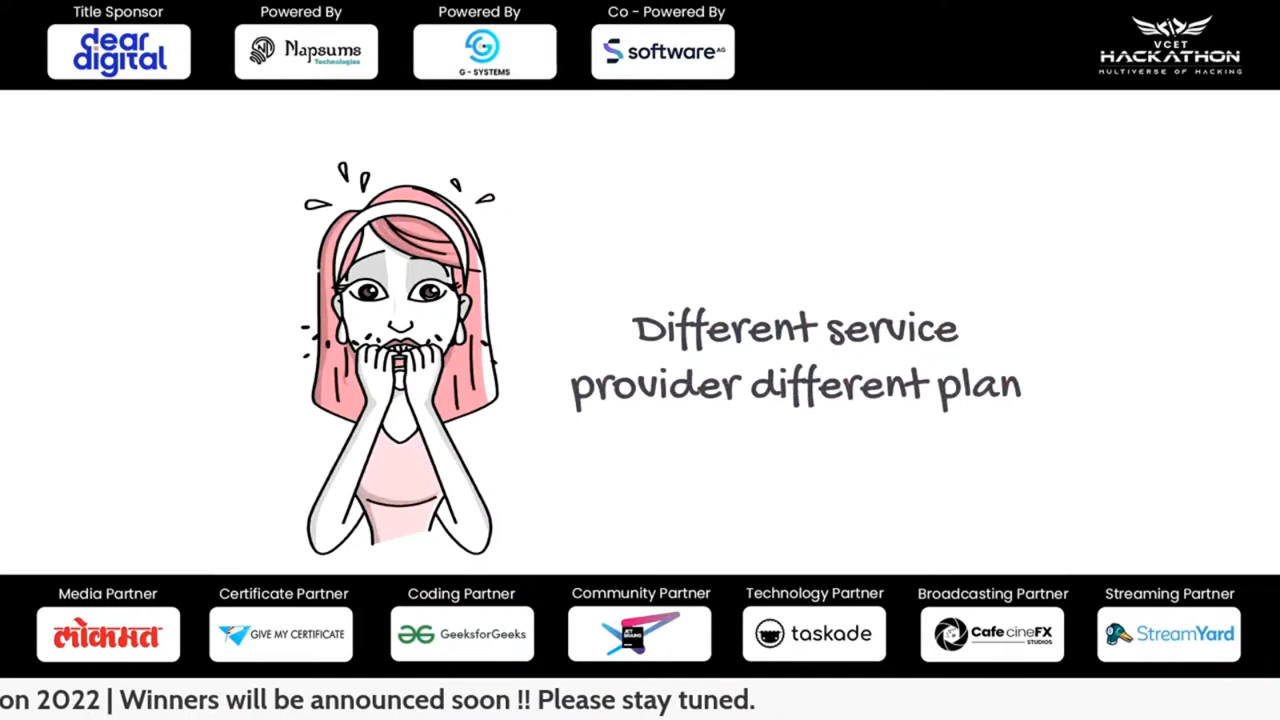 Title Sponsor
Powered By
Powered By
Co - Powered By
dear
digital
Napsums
Technologies
G - SYSTEMS
software AG
VCET
HACKATHON
MULTIVERSE OF HACKING
Different service
provider different plan
Media Partner
Certificate Partner
Coding Partner
Community Partner
Technology Partner
Broadcasting Partner
Streaming Partner
लोकमत
GIVE MY CERTIFICATE
GeeksforGeeks
JET
BRAINS
taskade
Cafe cineFX
STUDIOS
StreamYard
on 2022 | Winners will be announced soon !! Please stay tuned.